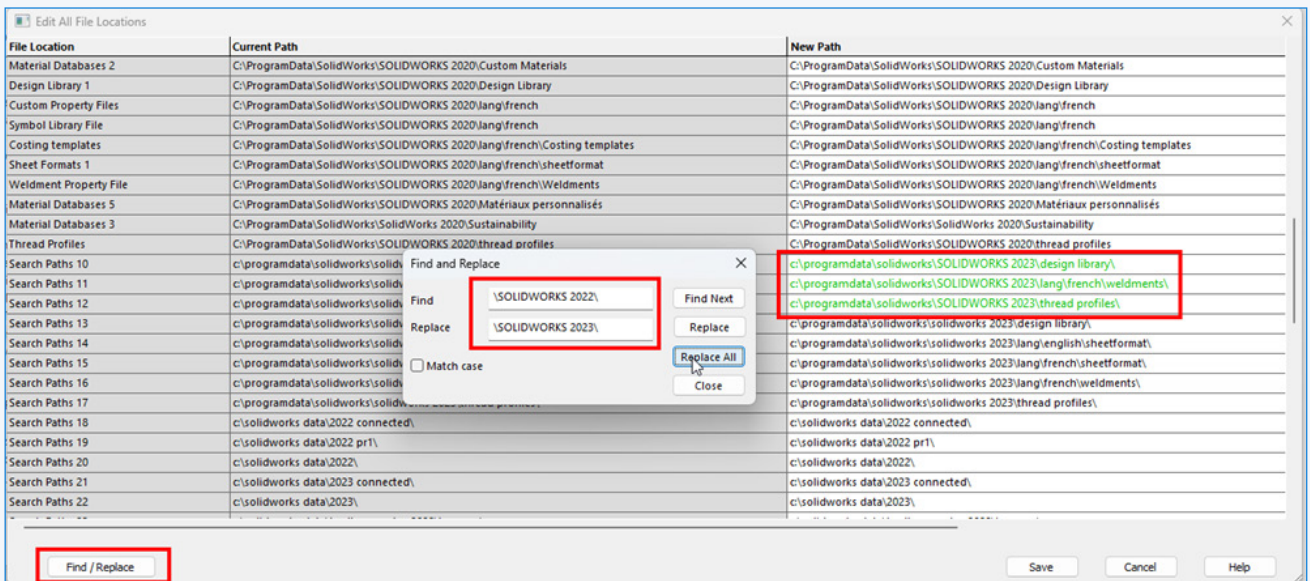 Edit All File Locations
File Location Current Path New Path
Material Databases 2 C:\ProgramData\SolidWorks\SOLIDWORKS 2020\Custom Materials C:\ProgramData\SolidWorks\SOLIDWORKS 2020\Custom Materials
Design Library 1 C:\ProgramData\SolidWorks\SOLIDWORKS 2020\Design Library C:\ProgramData\SolidWorks\SOLIDWORKS 2020\Design Library
Custom Property Files C:\ProgramData\SolidWorks\SOLIDWORKS 2020\lang\french C:\ProgramData\SolidWorks\SOLIDWORKS 2020\lang\french
Symbol Library File C:\ProgramData\SolidWorks\SOLIDWORKS 2020\lang\french C:\ProgramData\SolidWorks\SOLIDWORKS 2020\lang\french
Costing templates C:\ProgramData\SolidWorks\SOLIDWORKS 2020\lang\french\Costing templates C:\ProgramData\SolidWorks\SOLIDWORKS 2020\lang\french\Costing templates
Sheet Formats 1 C:\ProgramData\SolidWorks\SOLIDWORKS 2020\lang\french\sheetformat C:\ProgramData\SolidWorks\SOLIDWORKS 2020\lang\french\sheetformat
Weldment Property File C:\ProgramData\SolidWorks\SOLIDWORKS 2020\lang\french\Weldments C:\ProgramData\SolidWorks\SOLIDWORKS 2020\lang\french\Weldments
Material Databases 5 C:\ProgramData\SolidWorks\SOLIDWORKS 2020\Matériaux personnalisés C:\ProgramData\SolidWorks\SOLIDWORKS 2020\Matériaux personnalisés
Material Databases 3 C:\ProgramData\SolidWorks\SolidWorks 2020\Sustainability C:\ProgramData\SolidWorks\SolidWorks 2020\Sustainability
Thread Profiles C:\ProgramData\SolidWorks\SOLIDWORKS 2020\thread profiles C:\ProgramData\SolidWorks\SOLIDWORKS 2020\thread profiles
Search Paths 10 c:\programdata\solidworks\solidw c:\programdata\solidworks\SOLIDWORKS 2023\design library\
Search Paths 11 c:\programdata\solidworks\solidw c:\programdata\solidworks\SOLIDWORKS 2023\lang\french\weldments\
Search Paths 12 c:\programdata\solidworks\solidw c:\programdata\solidworks\SOLIDWORKS 2023\thread profiles\
Search Paths 13 c:\programdata\solidworks\solidw c:\programdata\solidworks\solidworks 2023\design library\
Search Paths 14 c:\programdata\solidworks\solidw c:\programdata\solidworks\solidworks 2023\lang\english\sheetformat\
Search Paths 15 c:\programdata\solidworks\solidw c:\programdata\solidworks\solidworks 2023\lang\french\sheetformat\
Search Paths 16 c:\programdata\solidworks\solidw c:\programdata\solidworks\solidworks 2023\lang\french\weldments\
Search Paths 17 c:\programdata\solidworks\solidw c:\programdata\solidworks\solidworks 2023\thread profiles\
Search Paths 18 c:\solidworks data\2022 connected\ c:\solidworks data\2022 connected\
Search Paths 19 c:\solidworks data\2022 pr1\ c:\solidworks data\2022 pr1\
Search Paths 20 c:\solidworks data\2022\ c:\solidworks data\2022\
Search Paths 21 c:\solidworks data\2023 connected\ c:\solidworks data\2023 connected\
Search Paths 22 c:\solidworks data\2023\ c:\solidworks data\2023\
Find and Replace
Find \SOLIDWORKS 2022\ Find Next
Replace \SOLIDWORKS 2023\ Replace
Replace All
Match case
Close
Find / Replace Save Cancel Help